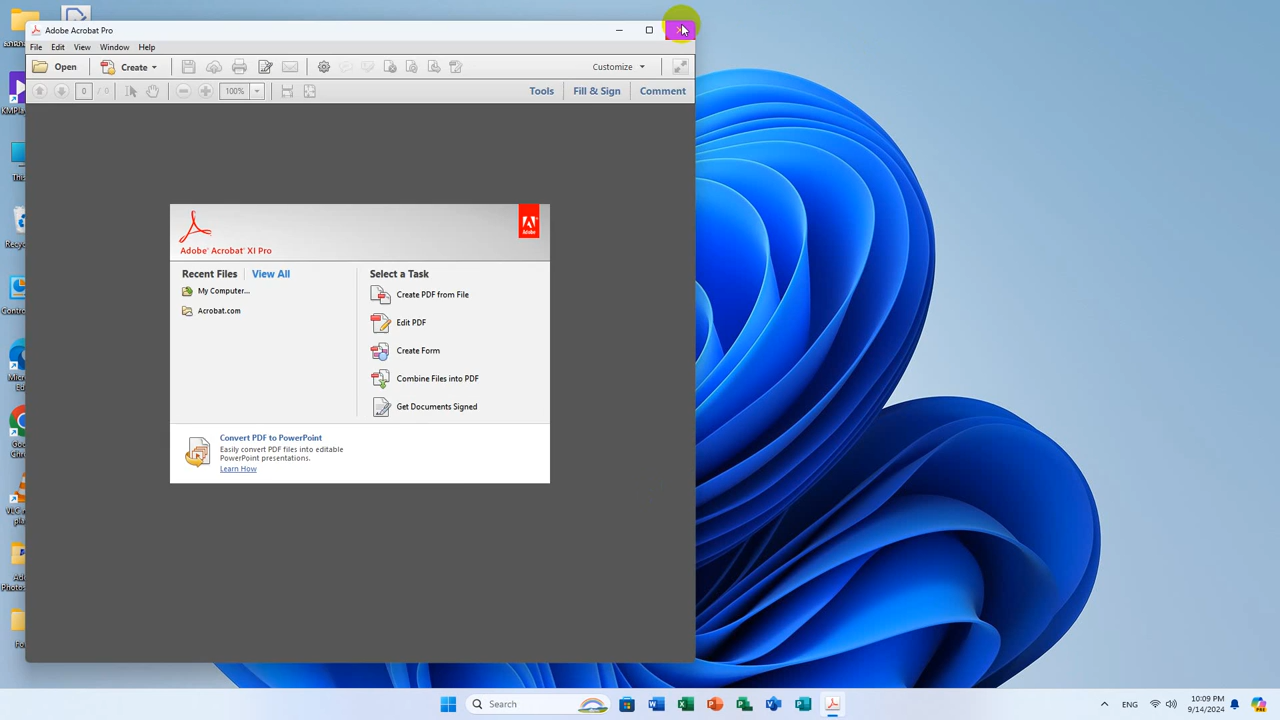 Adobe Acrobat Pro
File Edit View Window Help
Open Create Customize
0 / 0 100% Tools Fill & Sign Comment
Adobe® Acrobat® XI Pro
Adobe
Recent Files View All
My Computer...
Acrobat.com
Select a Task
Create PDF from File
Edit PDF
Create Form
Combine Files into PDF
Get Documents Signed
Convert PDF to PowerPoint
Easily convert PDF files into editable
PowerPoint presentations.
Learn How
Search
ENG
10:09 PM
9/14/2024